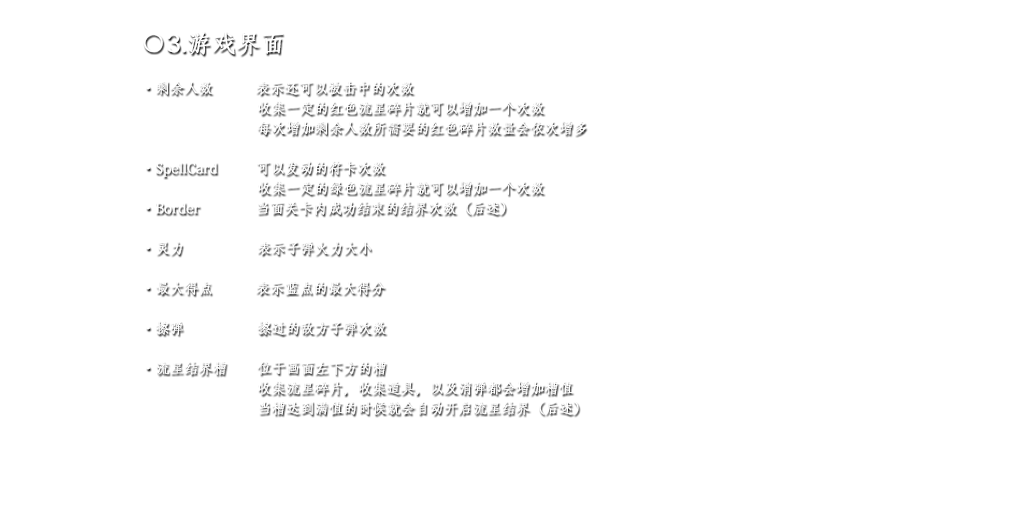 ○3.游戏界面
・剩余人数 表示还可以被击中的次数
收集一定的红色流星碎片就可以增加一个次数
每次增加剩余人数所需要的红色碎片数量会依次增多
・SpellCard 可以发动的符卡次数
收集一定的绿色流星碎片就可以增加一个次数
・Border 当面关卡内成功结束的结界次数（后述）
・灵力 表示子弹火力大小
・最大得点 表示蓝点的最大得分
・擦弹 擦过的敌方子弹次数
・流星结界槽 位于画面左下方的槽
收集流星碎片，收集道具，以及消弹都会增加槽值
当槽达到满值的时候就会自动开启流星结界（后述）